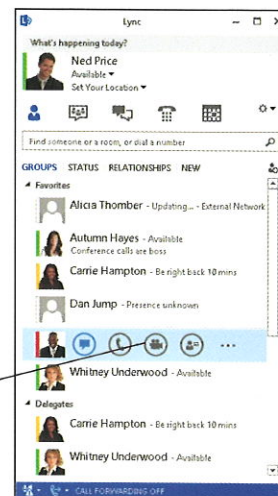 Lync
What's happening today?
Ned Price
Available
Set Your Location
Find someone or a room, or dial a number
GROUPS STATUS RELATIONSHIPS NEW
Favorites
Alicia Thomber - Updating... - External Network
Autumn Hayes - Available
Conference calls are boss
Carrie Hampton - Be right back 10 mins
Dan Jump - Presence unknown
Whitney Underwood - Available
Delegates
Carrie Hampton - Be right back 10 mins
Whitney Underwood - Available
CALL FORWARDING OFF